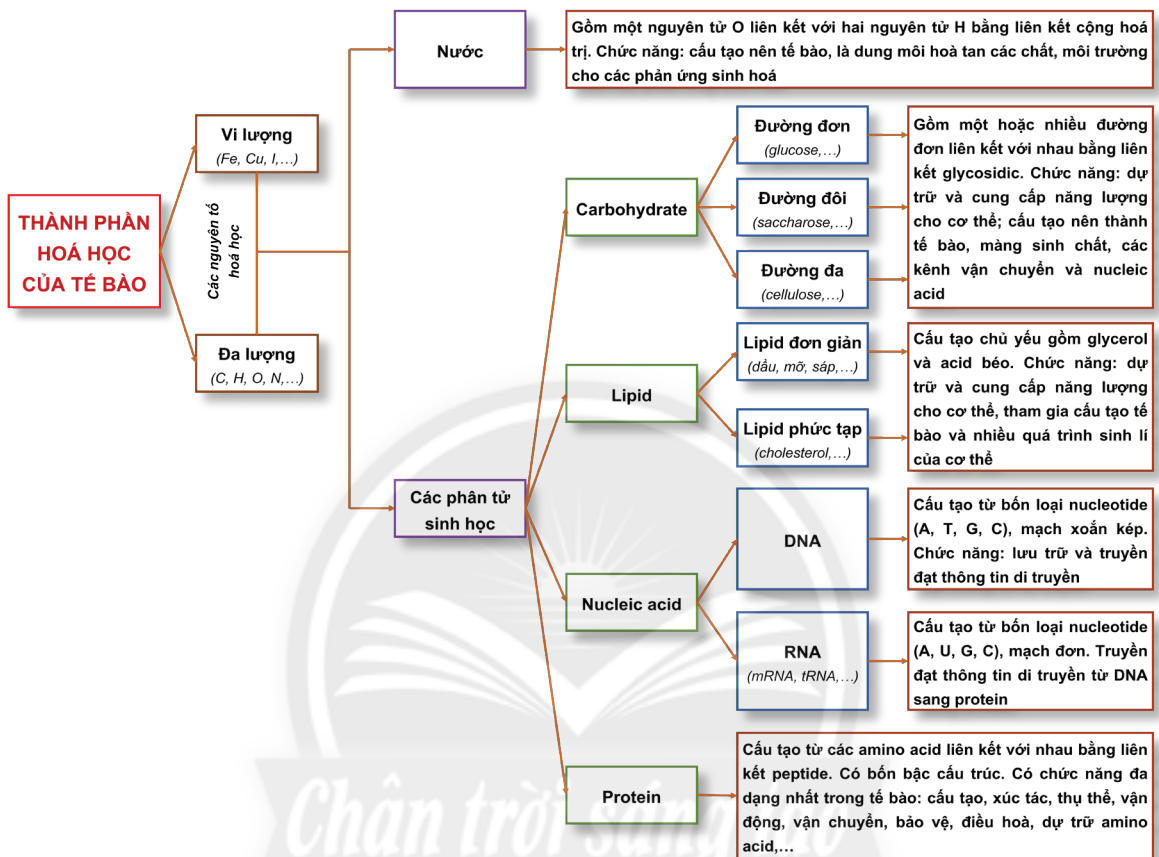 THÀNH PHẦN
HOÁ HỌC
CỦA TẾ BÀO
Vi lượng
(Fe, Cu, I,…)
Các nguyên tố
hoá học
Đa lượng
(C, H, O, N,…)
Nước
Gồm một nguyên tử O liên kết với hai nguyên tử H bằng liên kết cộng hoá
trị. Chức năng: cấu tạo nên tế bào, là dung môi hoà tan các chất, môi trường
cho các phản ứng sinh hoá
Các phân tử
sinh học
Carbohydrate
Đường đơn
(glucose,…)
Đường đôi
(saccharose,…)
Đường đa
(cellulose,…)
Gồm một hoặc nhiều đường
đơn liên kết với nhau bằng liên
kết glycosidic. Chức năng: dự
trữ và cung cấp năng lượng
cho cơ thể; cấu tạo nên thành
tế bào, màng sinh chất, các
kênh vận chuyển và nucleic
acid
Lipid
Lipid đơn giản
(dầu, mỡ, sáp,…)
Lipid phức tạp
(cholesterol,…)
Cấu tạo chủ yếu gồm glycerol
và acid béo. Chức năng: dự
trữ và cung cấp năng lượng
cho cơ thể, tham gia cấu tạo tế
bào và nhiều quá trình sinh lí
của cơ thể
Nucleic acid
DNA
Cấu tạo từ bốn loại nucleotide
(A, T, G, C), mạch xoắn kép.
Chức năng: lưu trữ và truyền
đạt thông tin di truyền
RNA
(mRNA, tRNA,…)
Cấu tạo từ bốn loại nucleotide
(A, U, G, C), mạch đơn. Truyền
đạt thông tin di truyền từ DNA
sang protein
Protein
Cấu tạo từ các amino acid liên kết với nhau bằng liên
kết peptide. Có bốn bậc cấu trúc. Có chức năng đa
dạng nhất trong tế bào: cấu tạo, xúc tác, thụ thể, vận
động, vận chuyển, bảo vệ, điều hoà, dự trữ amino
acid,…
Chân trời sáng tạo